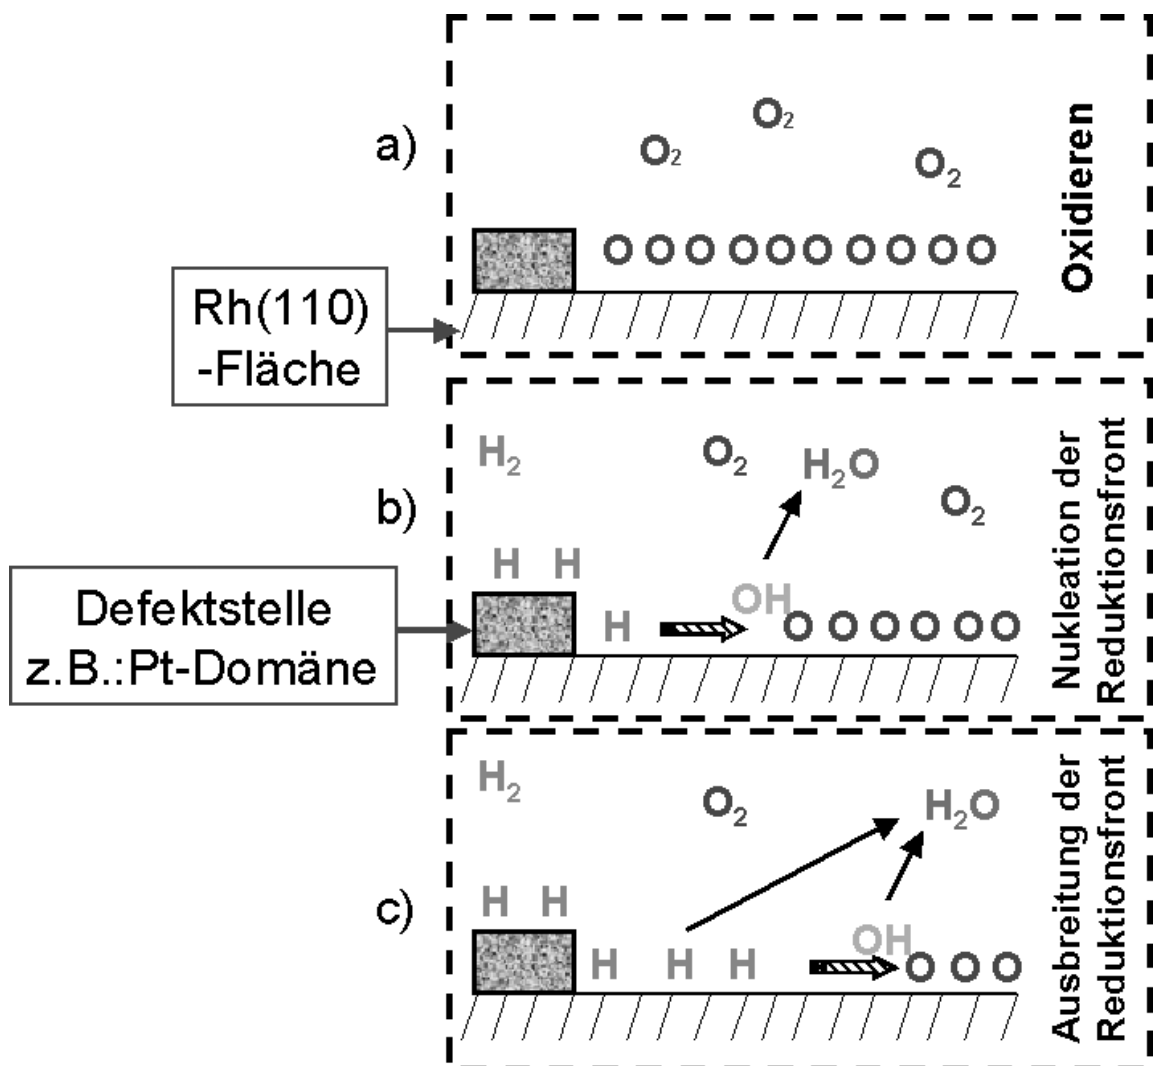 a)
O₂
O₂
O₂
O O O O O O O O O O
Oxidieren
Rh(110)
-Fläche
b)
H₂
O₂
H₂O
O₂
H H
OH
H
O O O O O O
Nukleation der
Reduktionsfront
Defektstelle
z.B.:Pt-Domäne
c)
H₂
O₂
H₂O
H H
OH
H H H
O O O
Ausbreitung der
Reduktionsfront